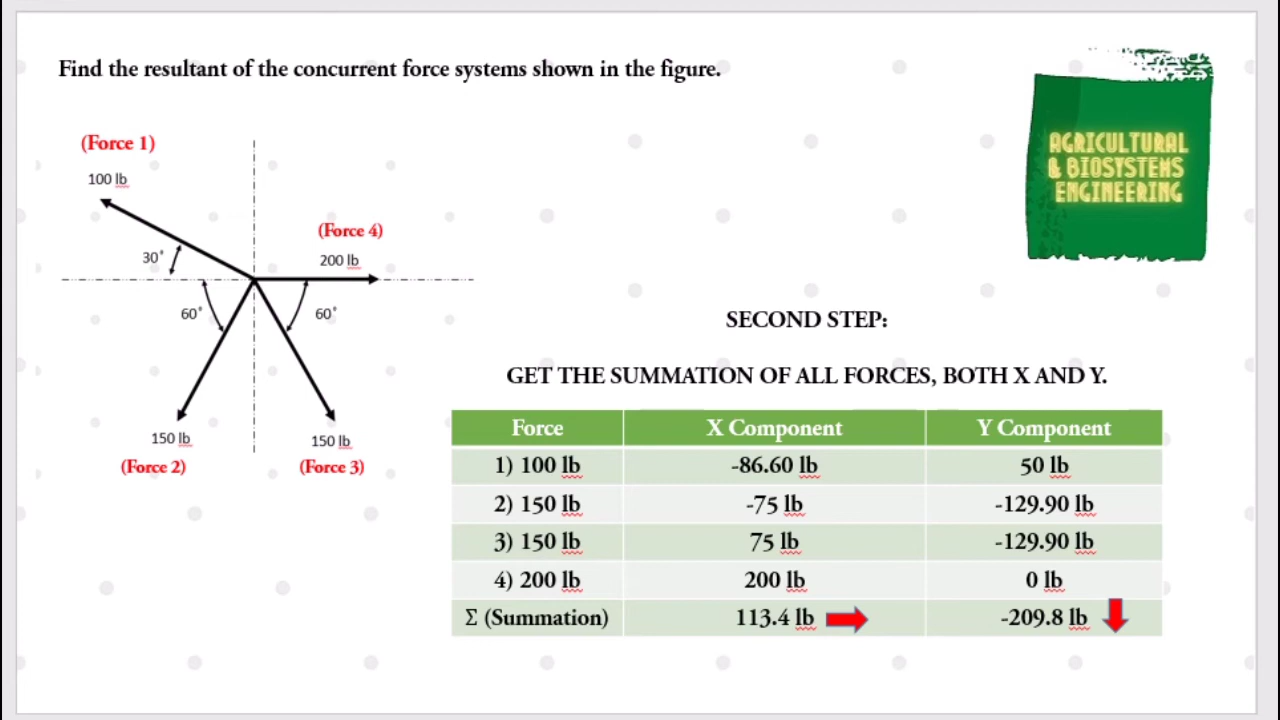 Find the resultant of the concurrent force systems shown in the figure.
AGRICULTURAL
& BIOSYSTEMS
ENGINEERING
(Force 1)
100 lb
(Force 4)
200 lb
30°
60°
60°
150 lb
150 lb
(Force 2)
(Force 3)
SECOND STEP:
GET THE SUMMATION OF ALL FORCES, BOTH X AND Y.
Force X Component Y Component
1) 100 lb -86.60 lb 50 lb
2) 150 lb -75 lb -129.90 lb
3) 150 lb 75 lb -129.90 lb
4) 200 lb 200 lb 0 lb
Σ (Summation) 113.4 lb -209.8 lb